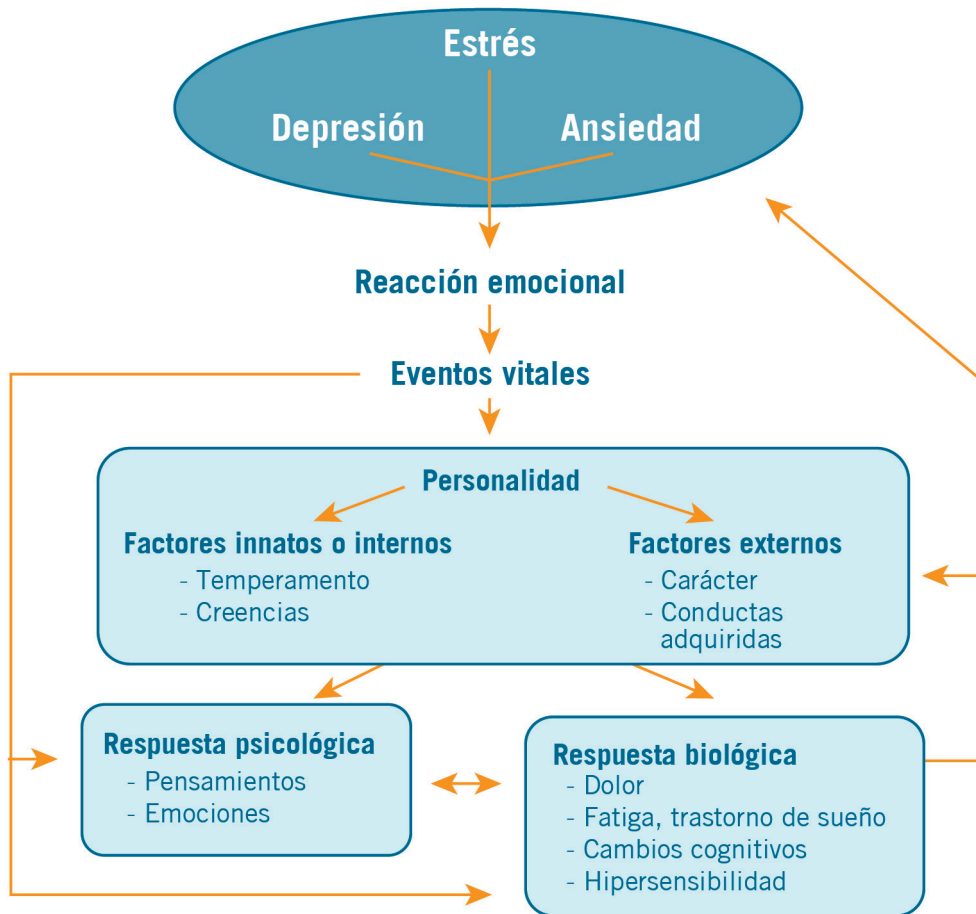 Estrés
Depresión
Ansiedad
Reacción emocional
Eventos vitales
Personalidad
Factores innatos o internos
- Temperamento
- Creencias
Factores externos
- Carácter
- Conductas
adquiridas
Respuesta psicológica
- Pensamientos
- Emociones
Respuesta biológica
- Dolor
- Fatiga, trastorno de sueño
- Cambios cognitivos
- Hipersensibilidad